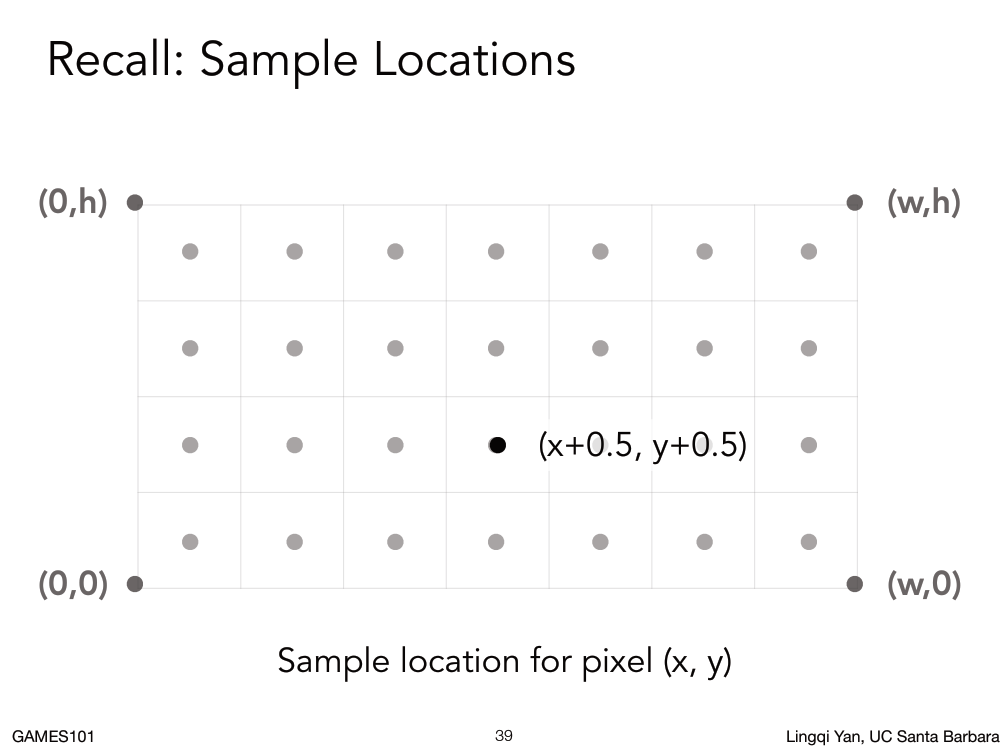 Recall: Sample Locations
(0,h)
(w,h)
(x+0.5, y+0.5)
(0,0)
(w,0)
Sample location for pixel (x, y)
GAMES101
39
Lingqi Yan, UC Santa Barbara